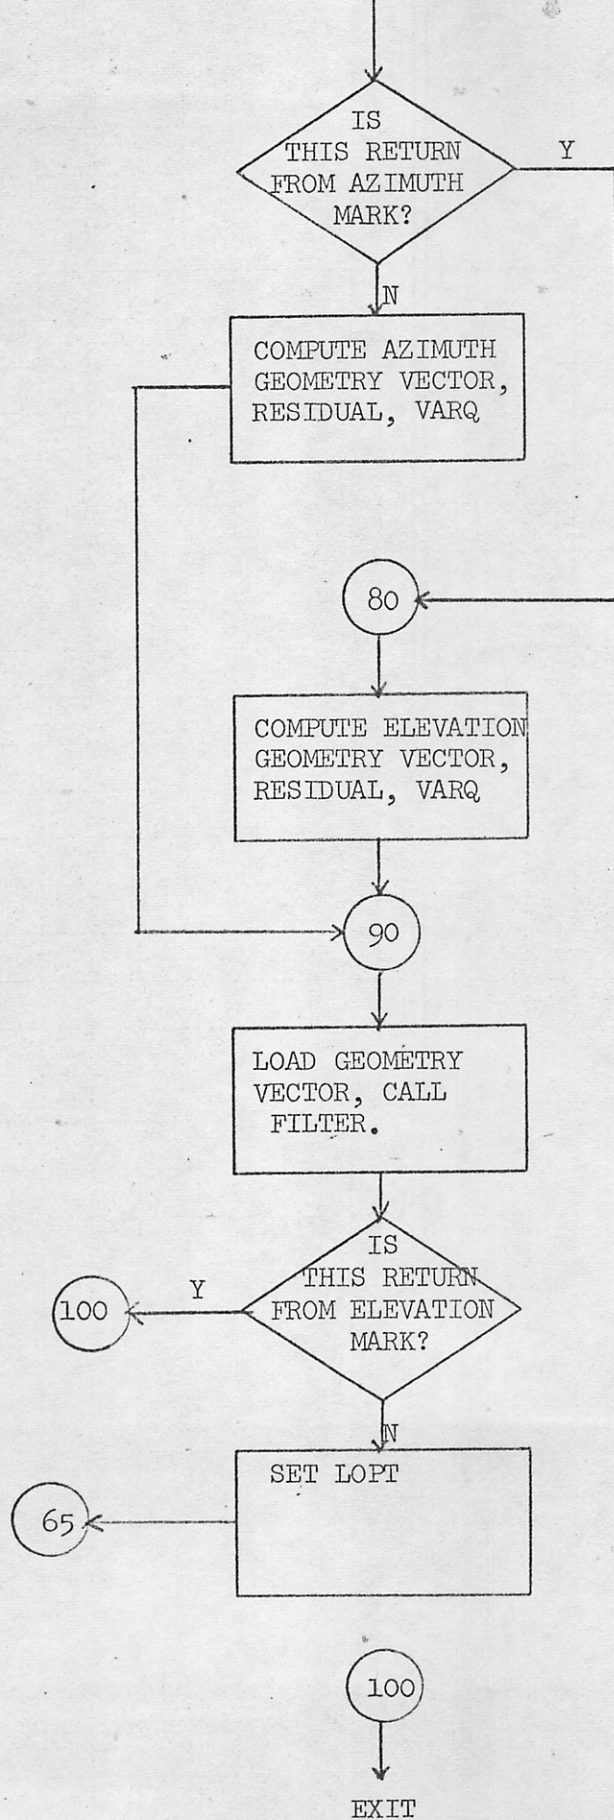 IS
THIS RETURN
FROM AZIMUTH
MARK?
Y
N
COMPUTE AZIMUTH
GEOMETRY VECTOR,
RESIDUAL, VARQ
80
COMPUTE ELEVATION
GEOMETRY VECTOR,
RESIDUAL, VARQ
90
LOAD GEOMETRY
VECTOR, CALL
FILTER.
IS
THIS RETURN
FROM ELEVATION
MARK?
Y
100
N
SET LOPT
65
100
EXIT